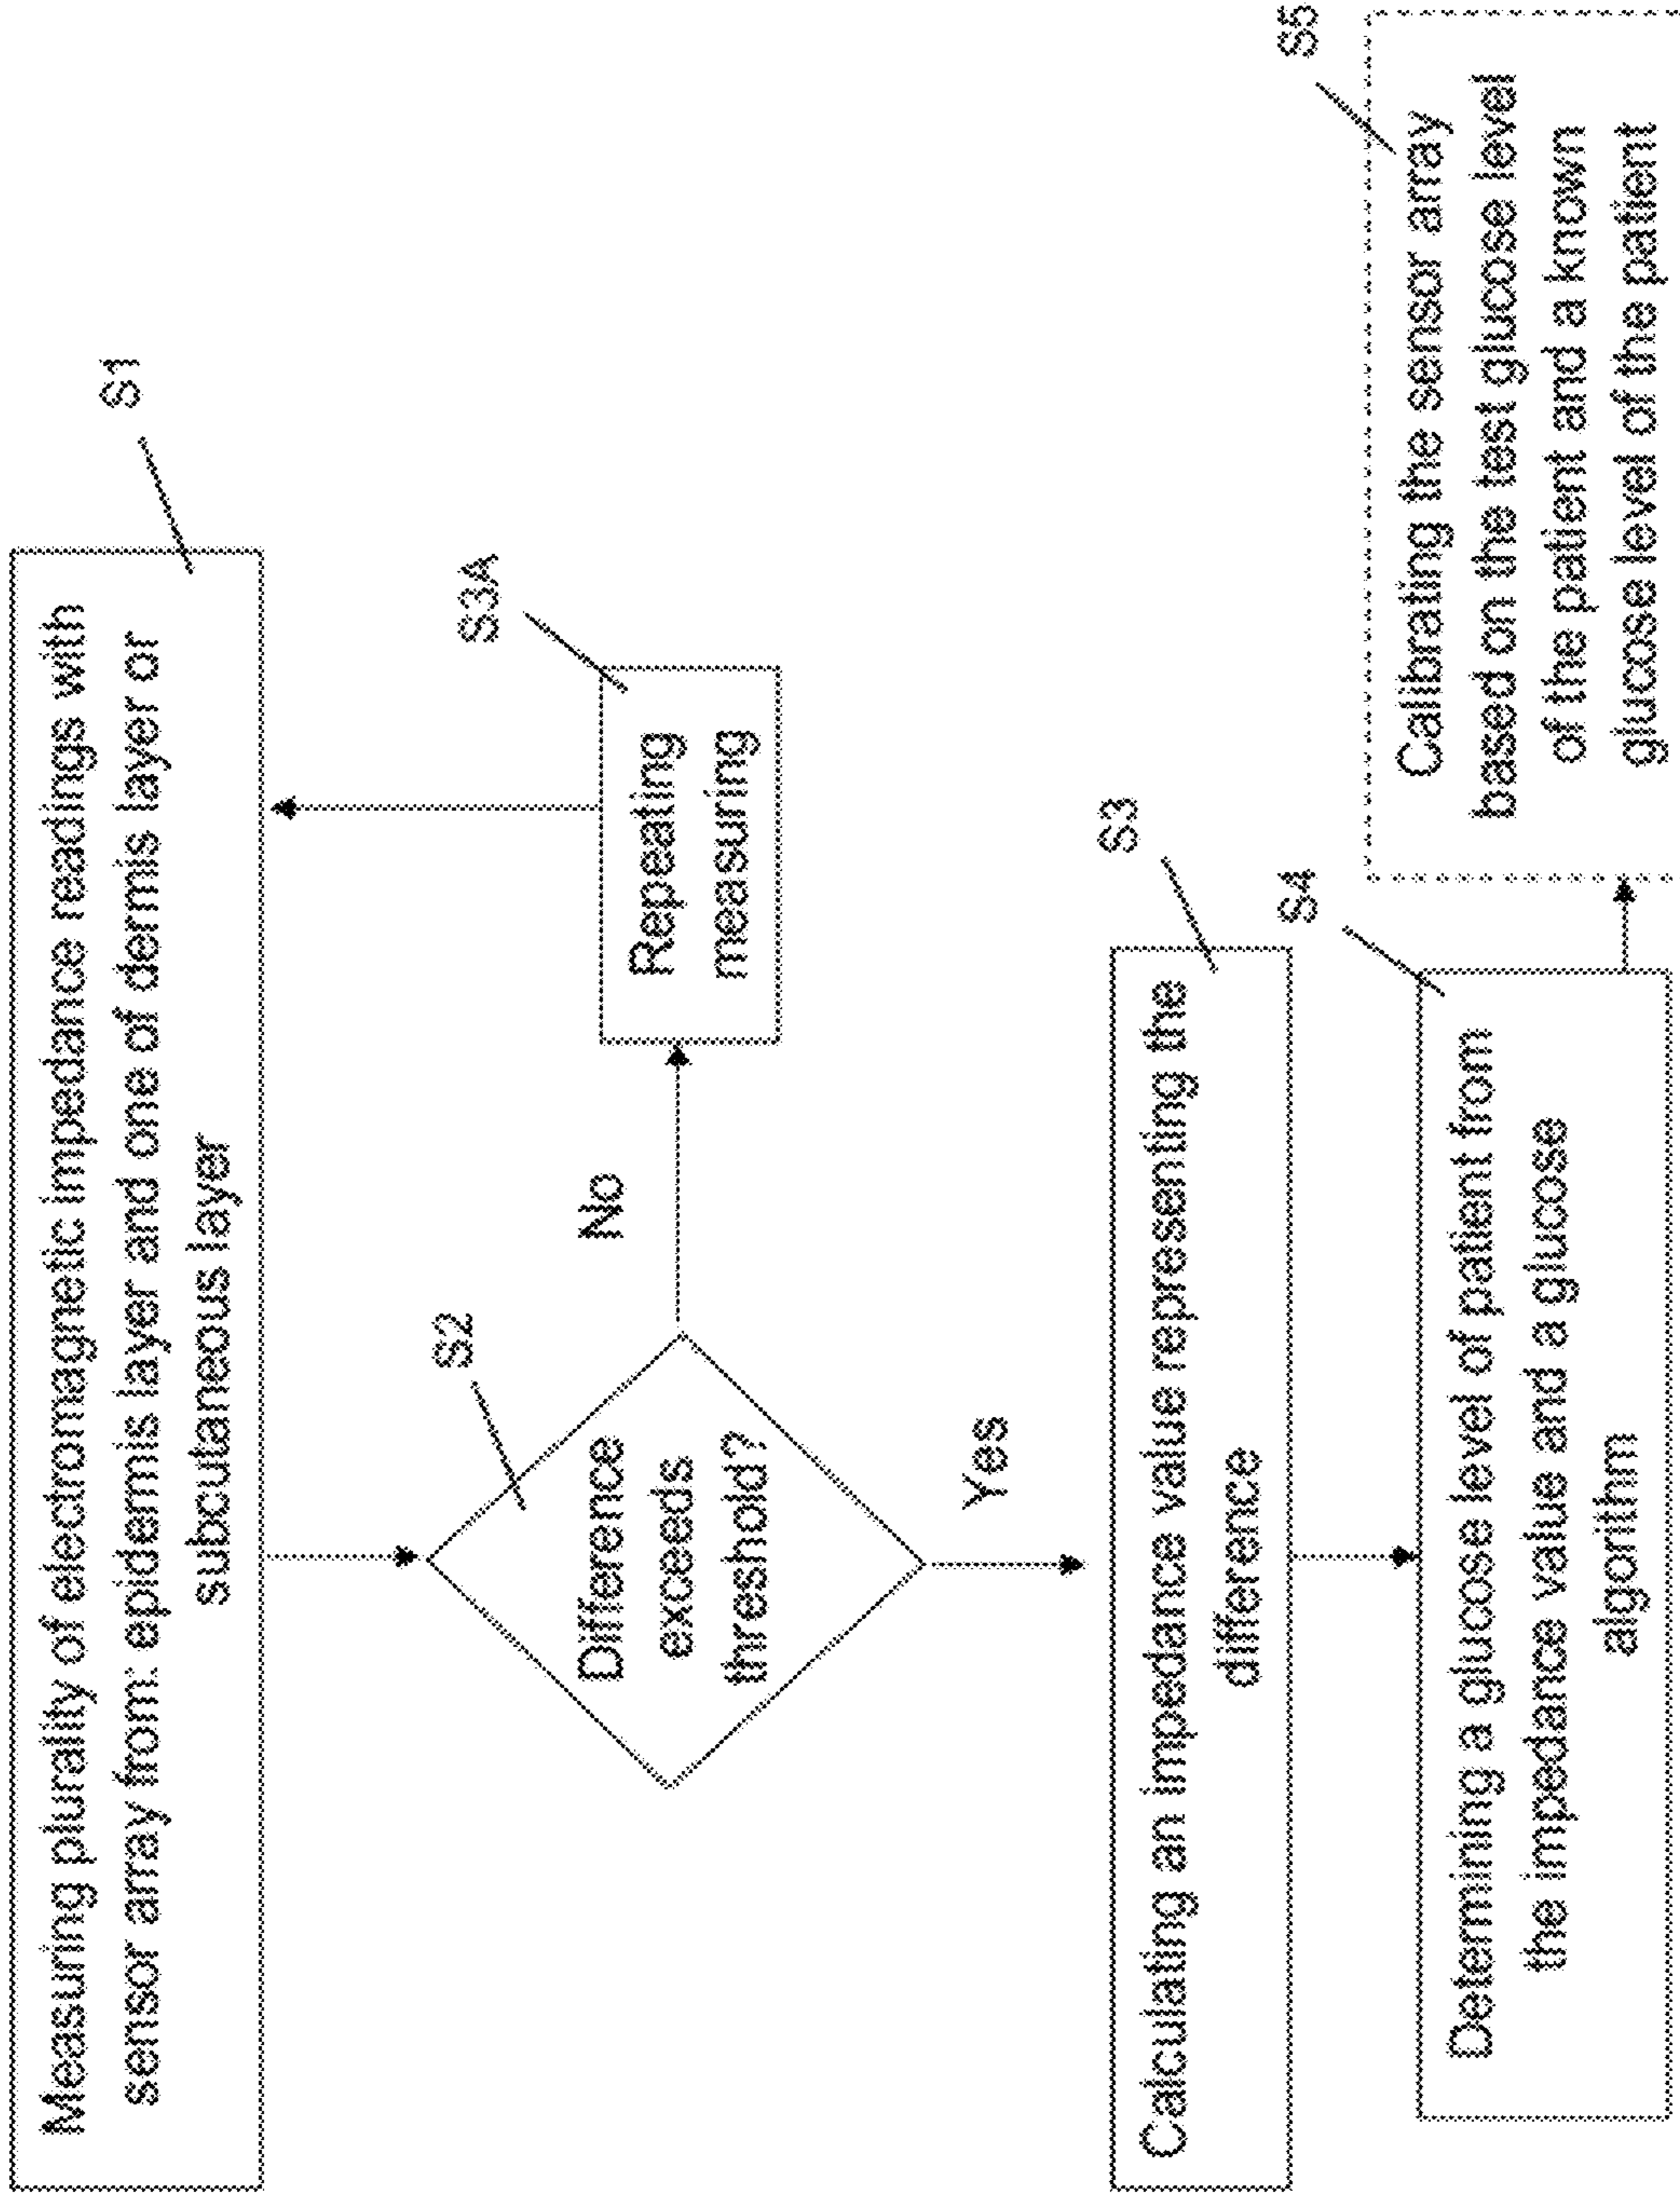 Measuring plurality of electromagnetic impedance readings with
sensor array from: epidermis layer and one of dermis layer or
subcutaneous layer
S1
S2
Difference
exceeds
threshold?
No
S3A
Repeating
measuring
Yes
S3
Calculating an impedance value representing the
difference
S4
Determining a glucose level of patient from
the impedance value and a glucose
algorithm
S5
Calibrating the sensor array
based on the test glucose level
of the patient and a known
glucose level of the patient